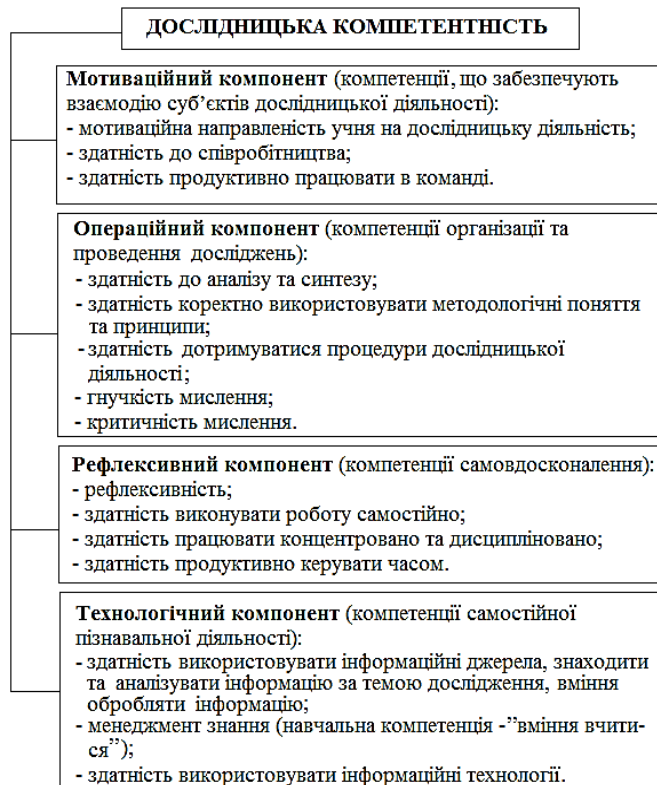 ДОСЛІДНИЦЬКА КОМПЕТЕНТНІСТЬ
Мотиваційний компонент (компетенції, що забезпечують
взаємодію суб’єктів дослідницької діяльності):
- мотиваційна направленість учня на дослідницьку діяльність;
- здатність до співробітництва;
- здатність продуктивно працювати в команді.
Операційний компонент (компетенції організації та
проведення досліджень):
- здатність до аналізу та синтезу;
- здатність коректно використовувати методологічні поняття
та принципи;
- здатність дотримуватися процедури дослідницької
діяльності;
- гнучкість мислення;
- критичність мислення.
Рефлексивний компонент (компетенції самовдосконалення):
- рефлексивність;
- здатність виконувати роботу самостійно;
- здатність працювати концентровано та дисципліновано;
- здатність продуктивно керувати часом.
Технологічний компонент (компетенції самостійної
пізнавальної діяльності):
- здатність використовувати інформаційні джерела, знаходити
та аналізувати інформацію за темою дослідження, вміння
обробляти інформацію;
- менеджмент знання (навчальна компетенція -”вміння вчити-
ся”);
- здатність використовувати інформаційні технології.